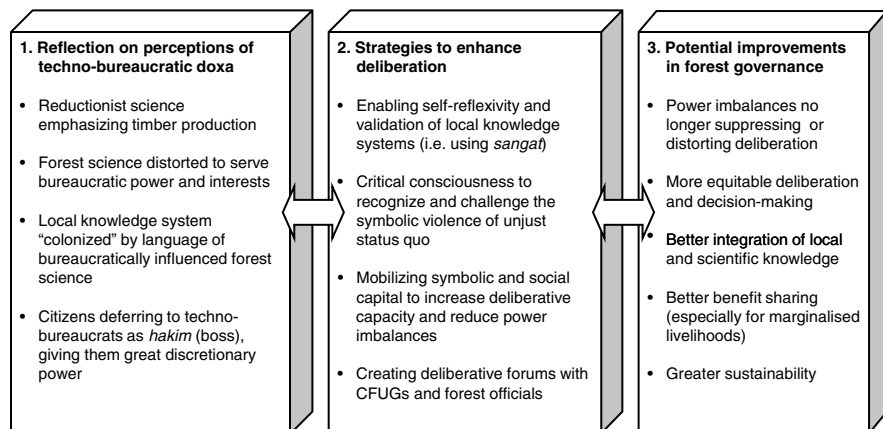 1. Reflection on perceptions of
techno-bureaucratic doxa
• Reductionist science
emphasizing timber production
• Forest science distorted to serve
bureaucratic power and interests
• Local knowledge system
“colonized” by language of
bureaucratically influenced forest
science
• Citizens deferring to techno-
bureaucrats as hakim (boss),
giving them great discretionary
power
2. Strategies to enhance
deliberation
• Enabling self-reflexivity and
validation of local knowledge
systems (i.e. using sangat)
• Critical consciousness to
recognize and challenge the
symbolic violence of unjust
status quo
• Mobilizing symbolic and social
capital to increase deliberative
capacity and reduce power
imbalances
• Creating deliberative forums with
CFUGs and forest officials
3. Potential improvements
in forest governance
• Power imbalances no
longer suppressing or
distorting deliberation
• More equitable deliberation
and decision-making
• Better integration of local
and scientific knowledge
• Better benefit sharing
(especially for marginalised
livelihoods)
• Greater sustainability